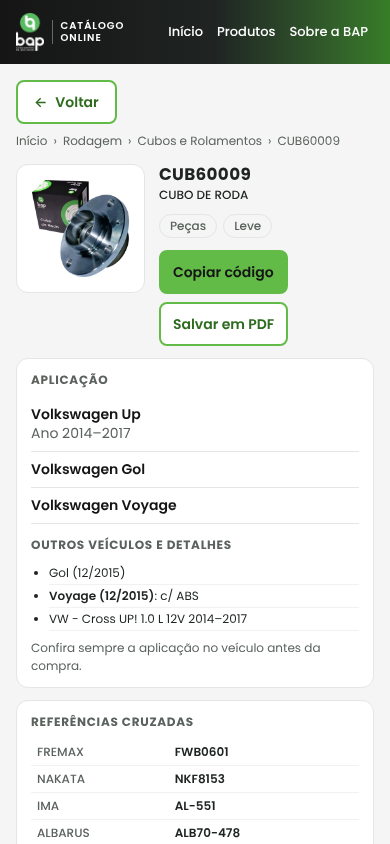 bap
CATÁLOGO
ONLINE
Início Produtos Sobre a BAP
← Voltar
Início › Rodagem › Cubos e Rolamentos › CUB60009
bap
CUB60009
CUBO DE RODA
Peças Leve
Copiar código
Salvar em PDF
APLICAÇÃO
Volkswagen Up
Ano 2014–2017
Volkswagen Gol
Volkswagen Voyage
OUTROS VEÍCULOS E DETALHES
• Gol (12/2015)
• Voyage (12/2015): c/ ABS
• VW - Cross UP! 1.0 L 12V 2014–2017
Confira sempre a aplicação no veículo antes da
compra.
REFERÊNCIAS CRUZADAS
FREMAX FWB0601
NAKATA NKF8153
IMA AL-551
ALBARUS ALB70-478